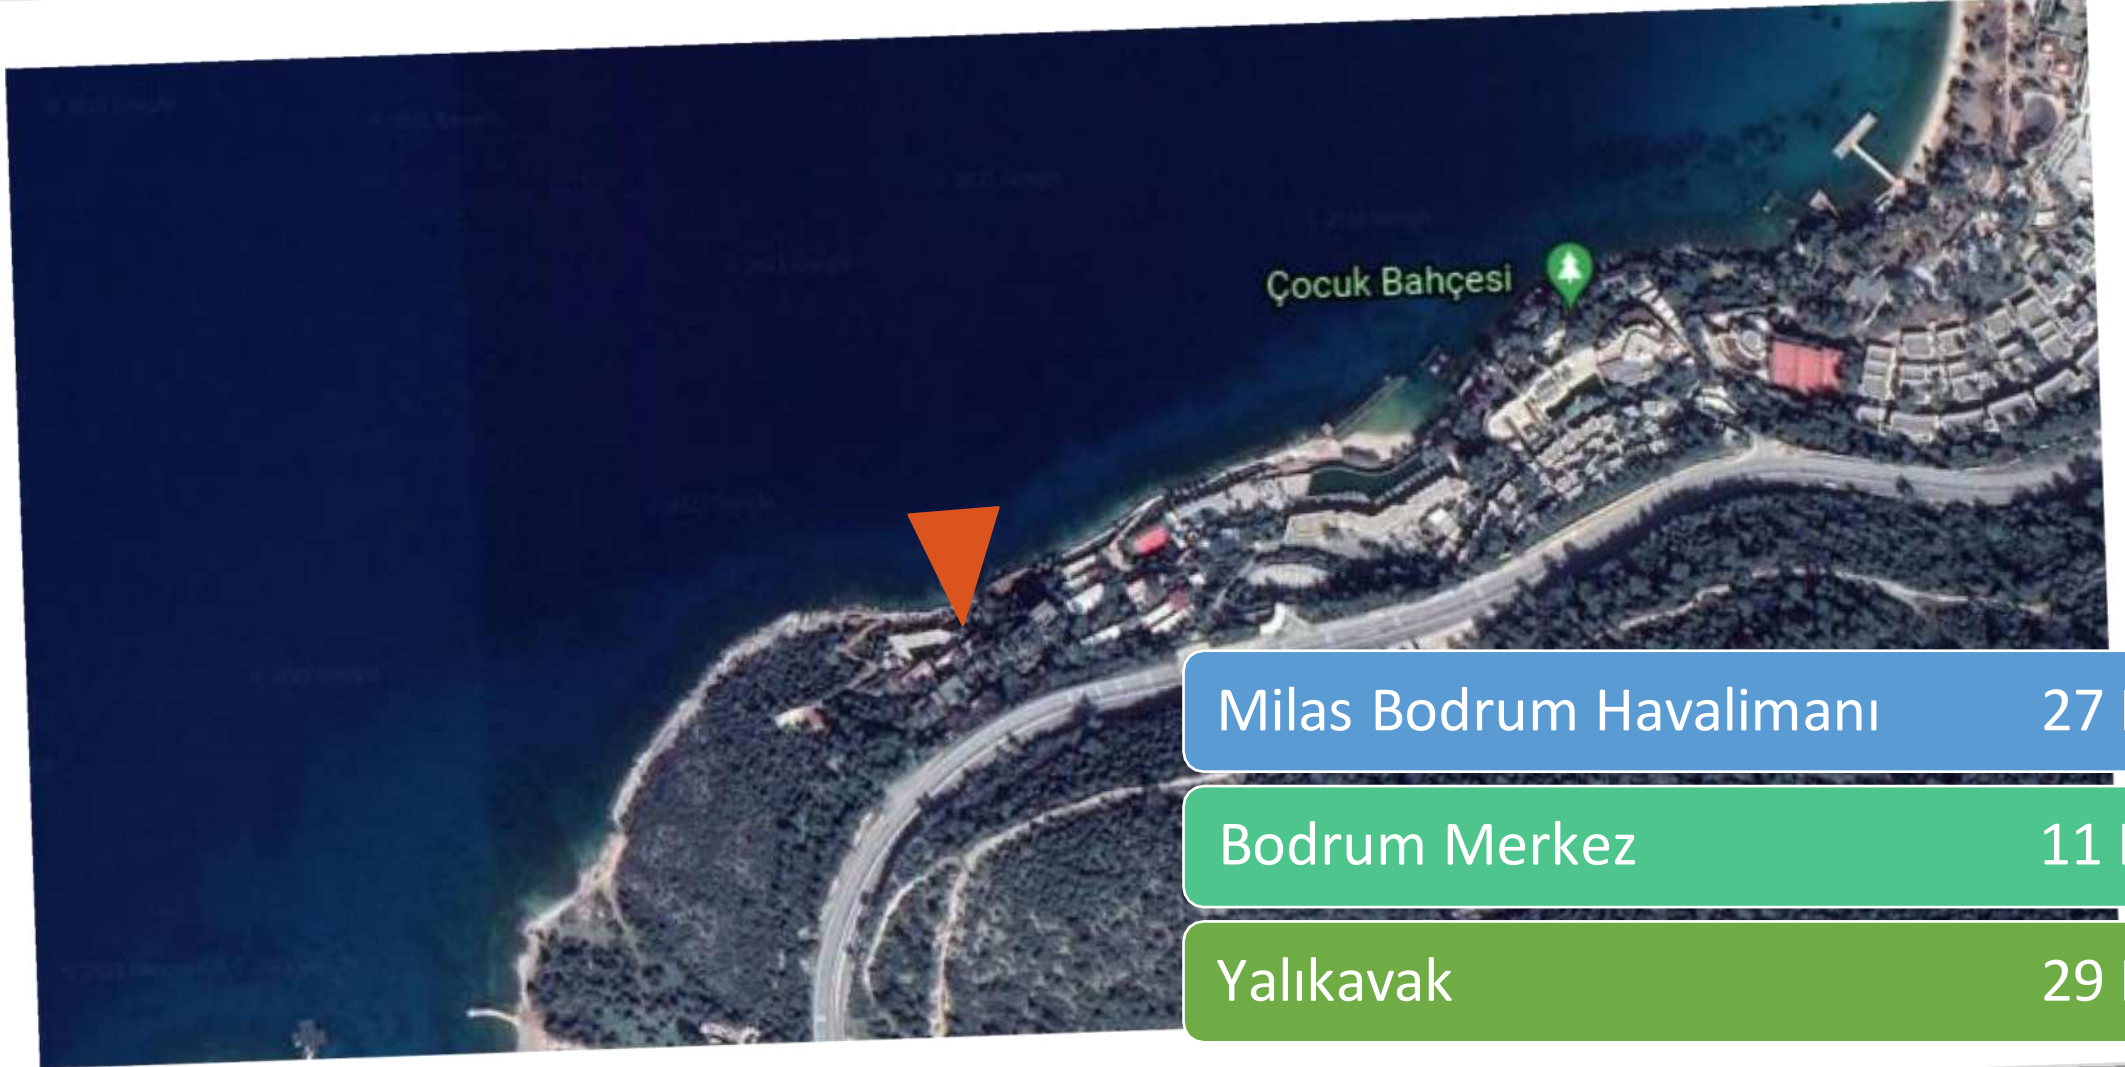 Çocuk Bahçesi
Milas Bodrum Havalimanı 27
Bodrum Merkez 11
Yalıkavak 29